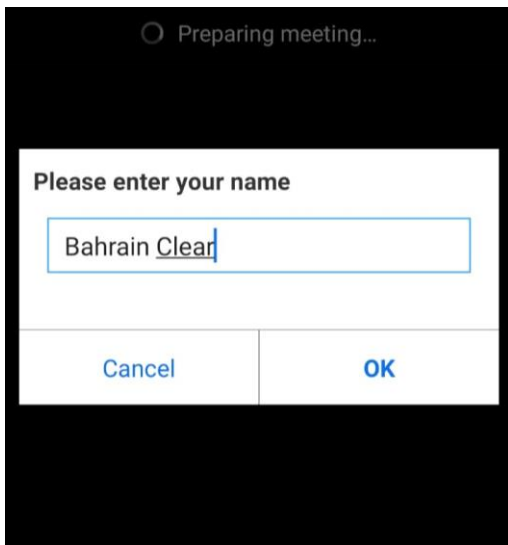 Preparing meeting...
Please enter your name
Bahrain Clear
Cancel
OK